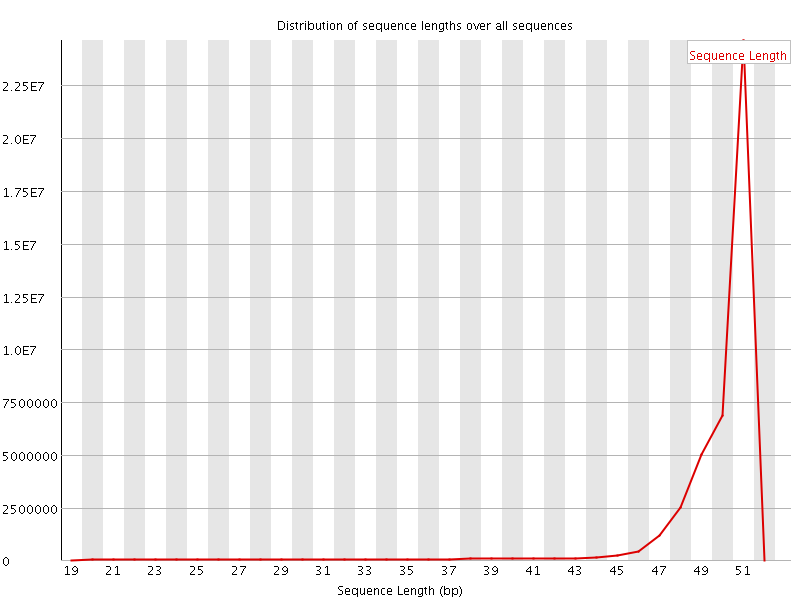 Distribution of sequence lengths over all sequences
Sequence Length
2.25E7
2.0E7
1.75E7
1.5E7
1.25E7
1.0E7
7500000
5000000
2500000
0
19 21 23 25 27 29 31 33 35 37 39 41 43 45 47 49 51
Sequence Length (bp)